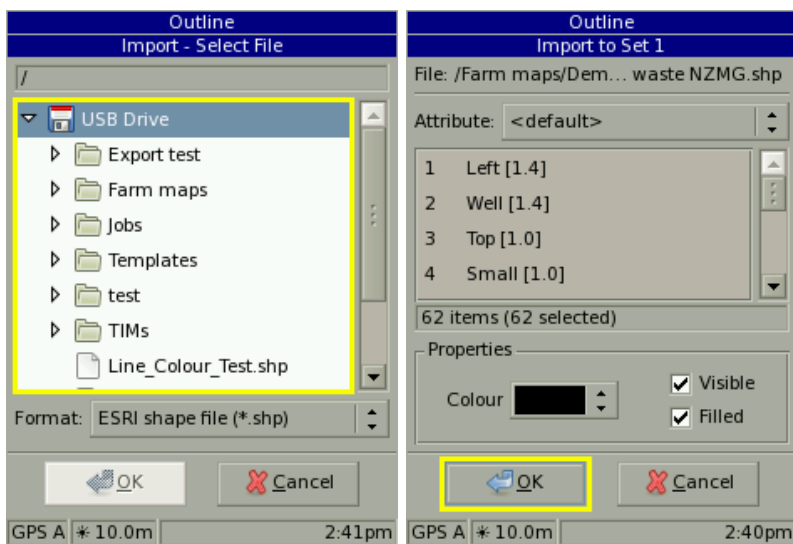 Outline
Import - Select File
/
USB Drive
Export test
Farm maps
Jobs
Templates
test
TIMs
Line_Colour_Test.shp
Format: ESRI shape file (*.shp)
OK Cancel
GPS A 10.0m 2:41pm
Outline
Import to Set 1
File: /Farm maps/Dem... waste NZMG.shp
Attribute: <default>
1 Left [1.4]
2 Well [1.4]
3 Top [1.0]
4 Small [1.0]
62 items (62 selected)
Properties
Colour
Visible
Filled
OK Cancel
GPS A 10.0m 2:40pm